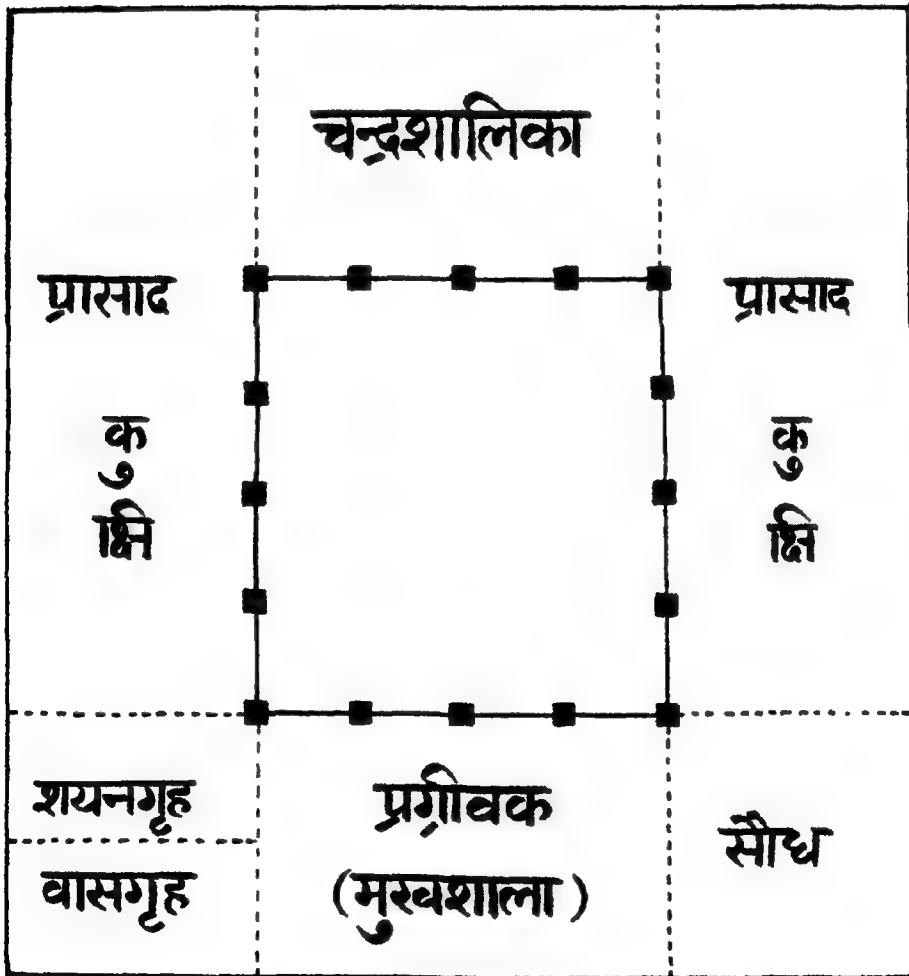 चन्द्रशालिका
प्रासाद
कु
क्षि
प्रासाद
कु
क्षि
शयनगृह
वासगृह
प्रग्रीवक
(मुखशाला)
सौध